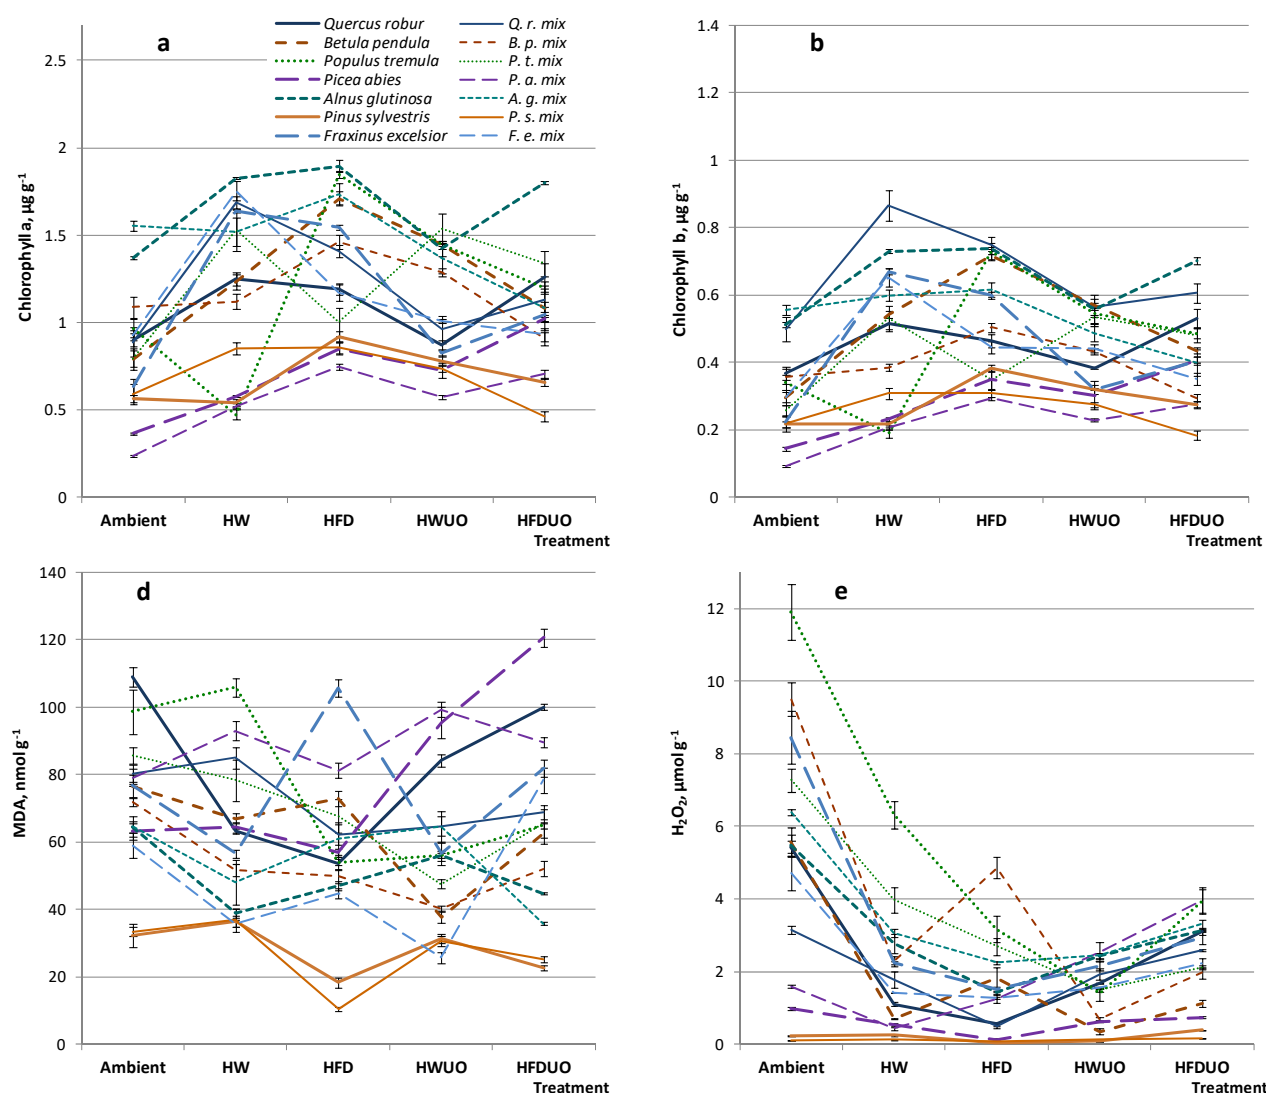 a
Quercus robur
Q. r. mix
Betula pendula
B. p. mix
Populus tremula
P. t. mix
Picea abies
P. a. mix
Alnus glutinosa
A. g. mix
Pinus sylvestris
P. s. mix
Fraxinus excelsior
F. e. mix
Chlorophyll a, µg g-1
2.5
2
1.5
1
0.5
0
Ambient HW HFD HWUO HFDUO
Treatment
b
Chlorophyll b, µg g-1
1.4
1.2
1
0.8
0.6
0.4
0.2
0
Ambient HW HFD HWUO HFDUO
Treatment
d
MDA, nmol g-1
140
120
100
80
60
40
20
0
Ambient HW HFD HWUO HFDUO
Treatment
e
H2O2, µmol g-1
12
10
8
6
4
2
0
Ambient HW HFD HWUO HFDUO
Treatment